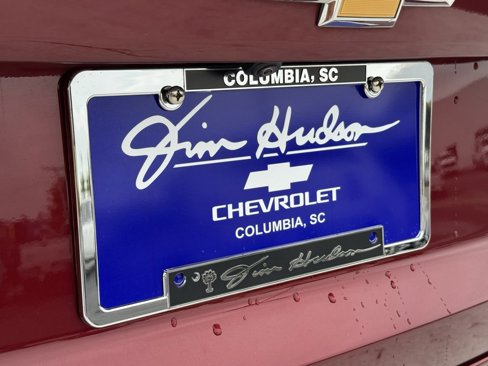 COLUMBIA, SC
Jim Hudson
CHEVROLET
COLUMBIA, SC
Jim Hudson